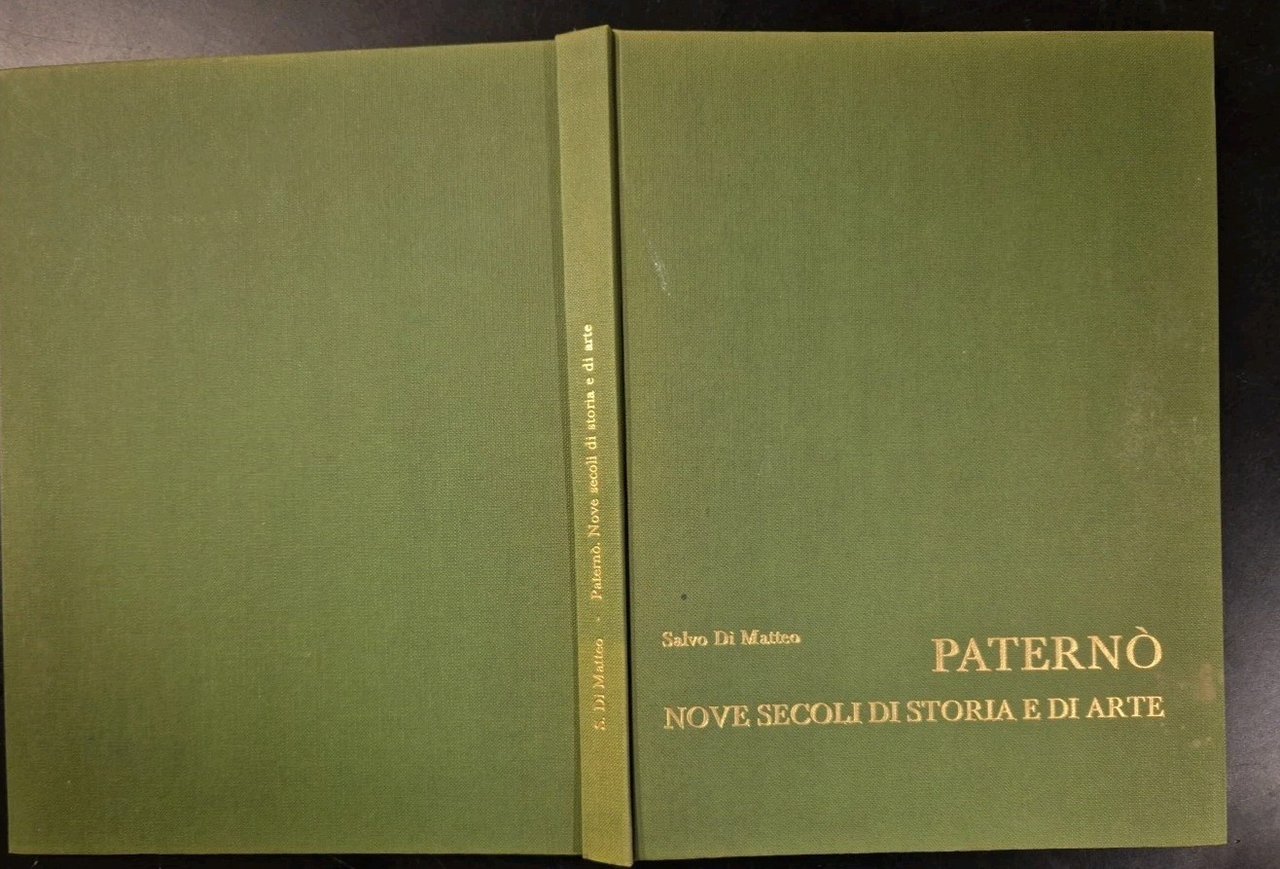 S. Di Matteo - Paternò. Nove secoli di storia e di arte
Salvo Di Matteo
PATERNÒ
NOVE SECOLI DI STORIA E DI ARTE